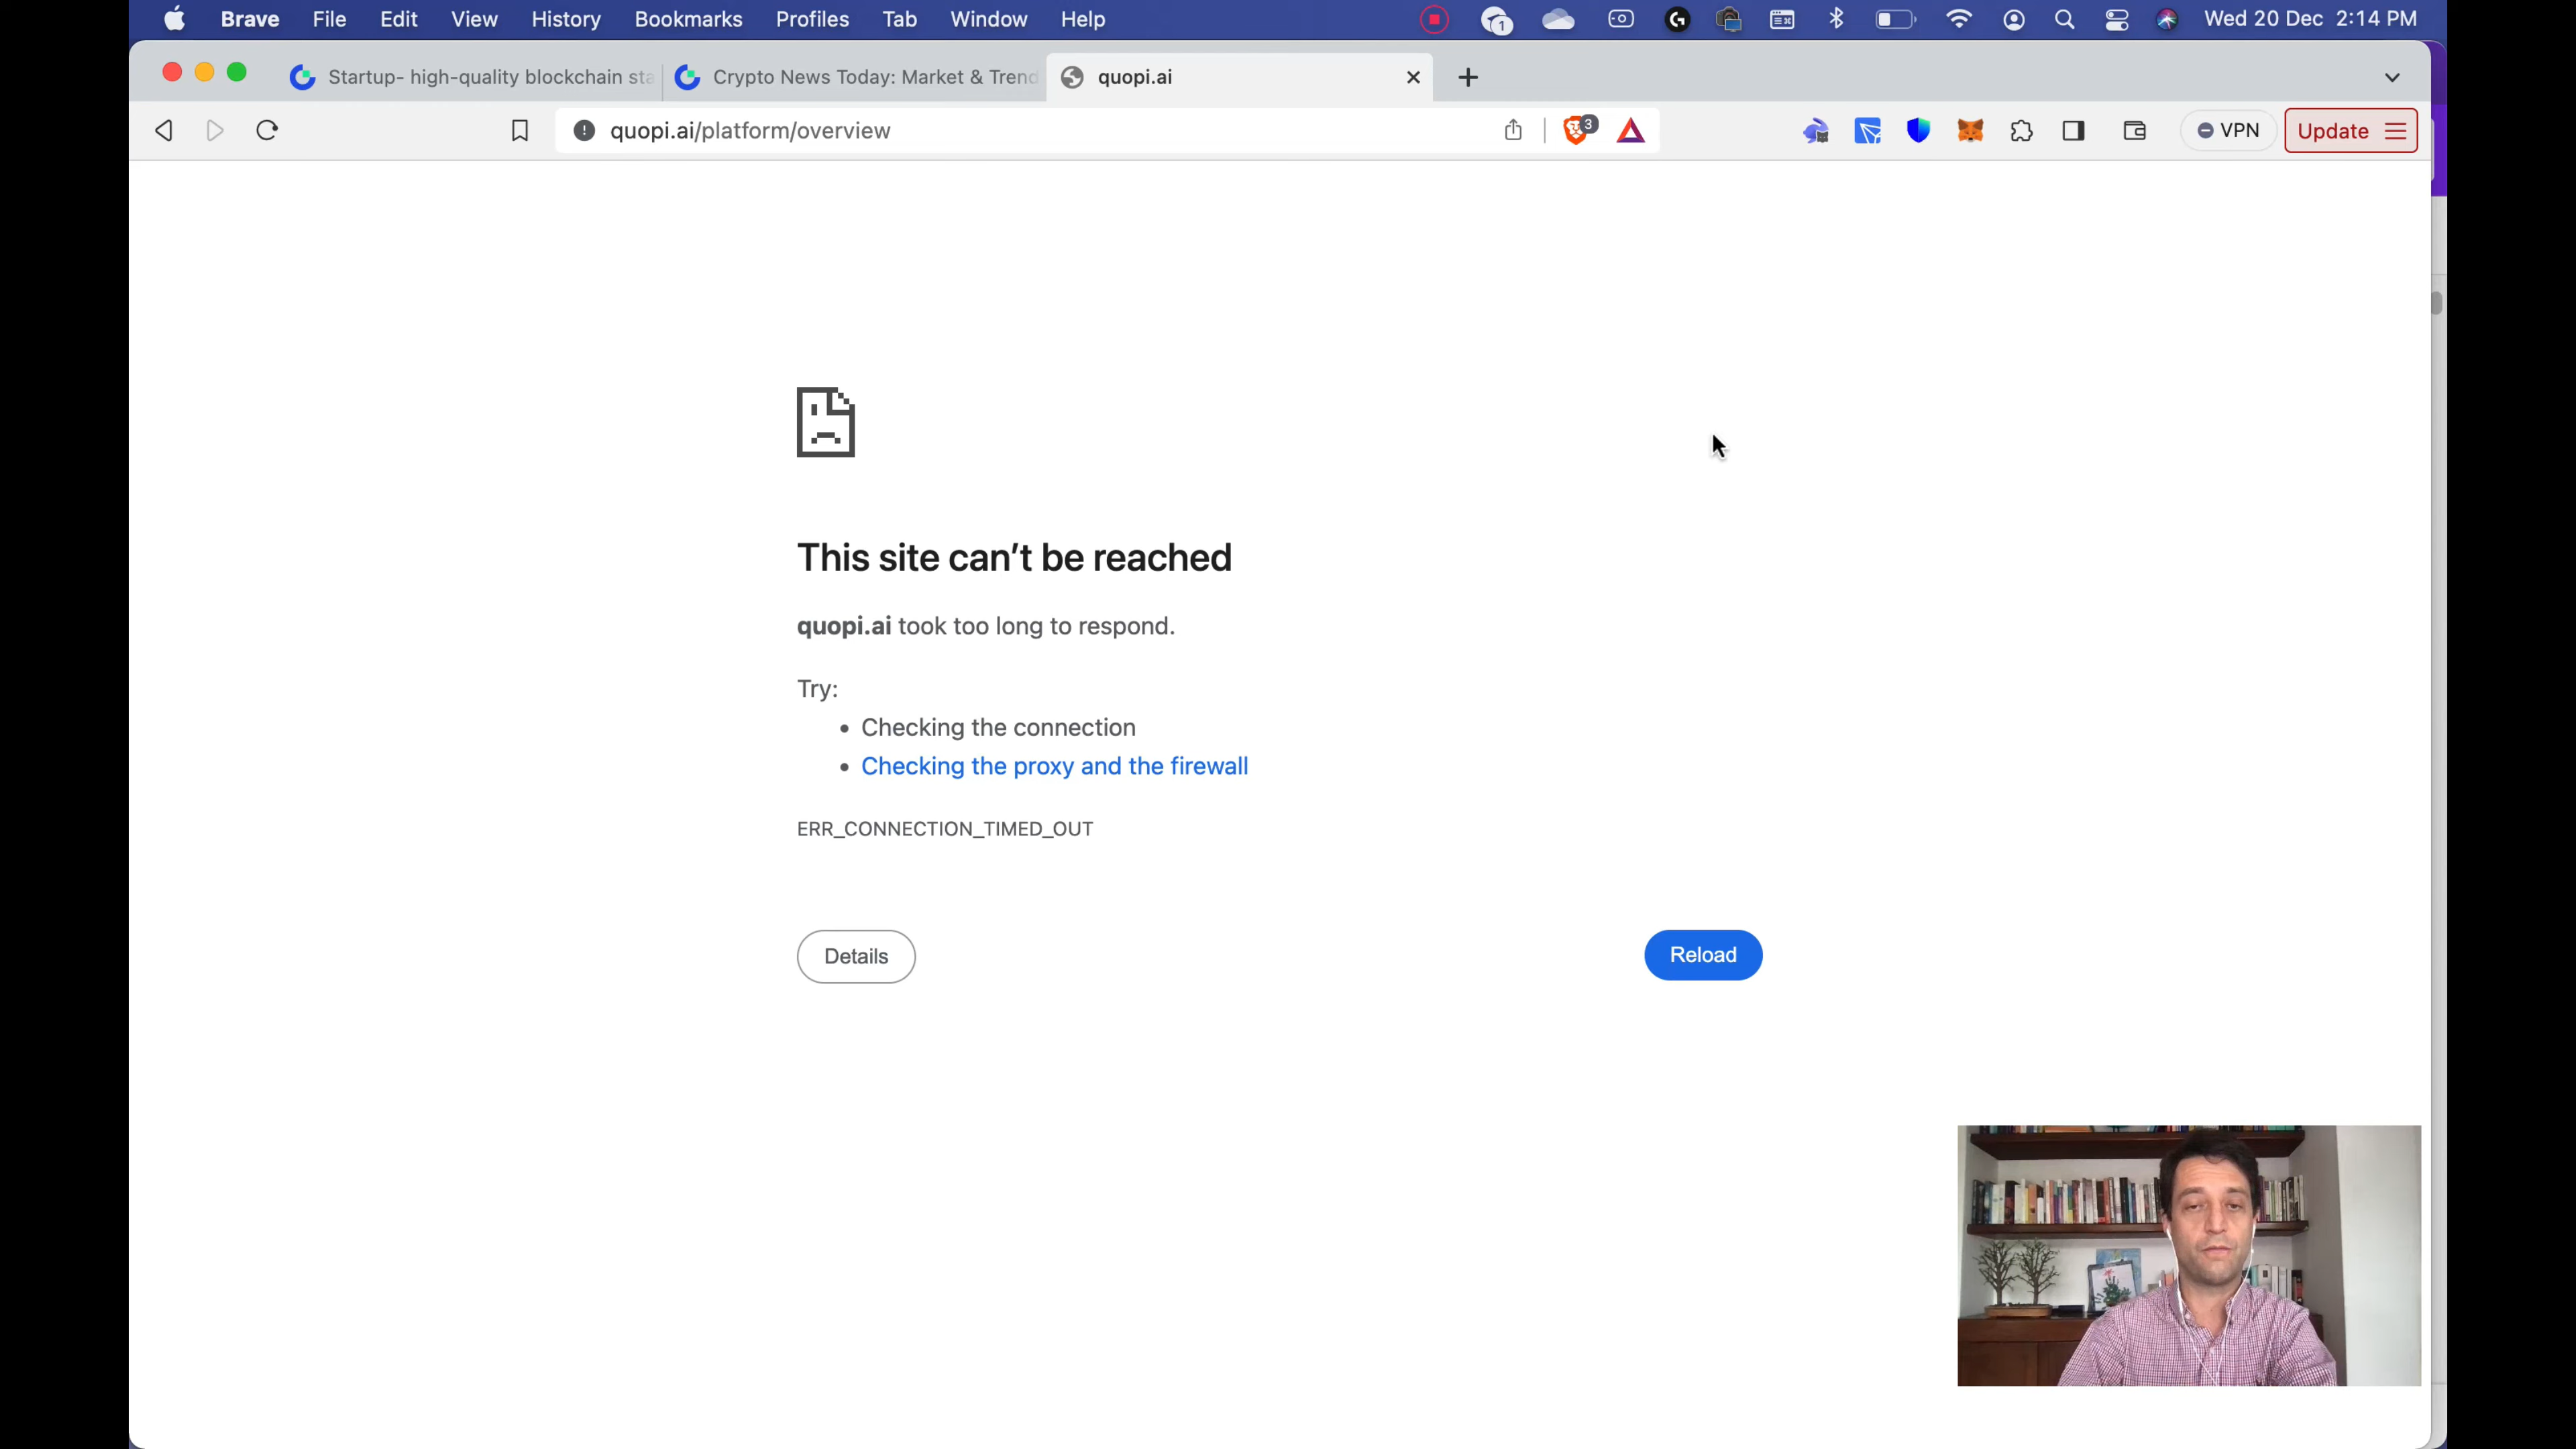 Brave File Edit View History Bookmarks Profiles Tab Window Help 1 Wed 20 Dec 2:14 PM
Startup- high-quality blockchain sta Crypto News Today: Market & Trend quopi.ai
quopi.ai/platform/overview 3 VPN Update
This site can’t be reached
quopi.ai took too long to respond.
Try:
• Checking the connection
• Checking the proxy and the firewall
ERR_CONNECTION_TIMED_OUT
Details Reload